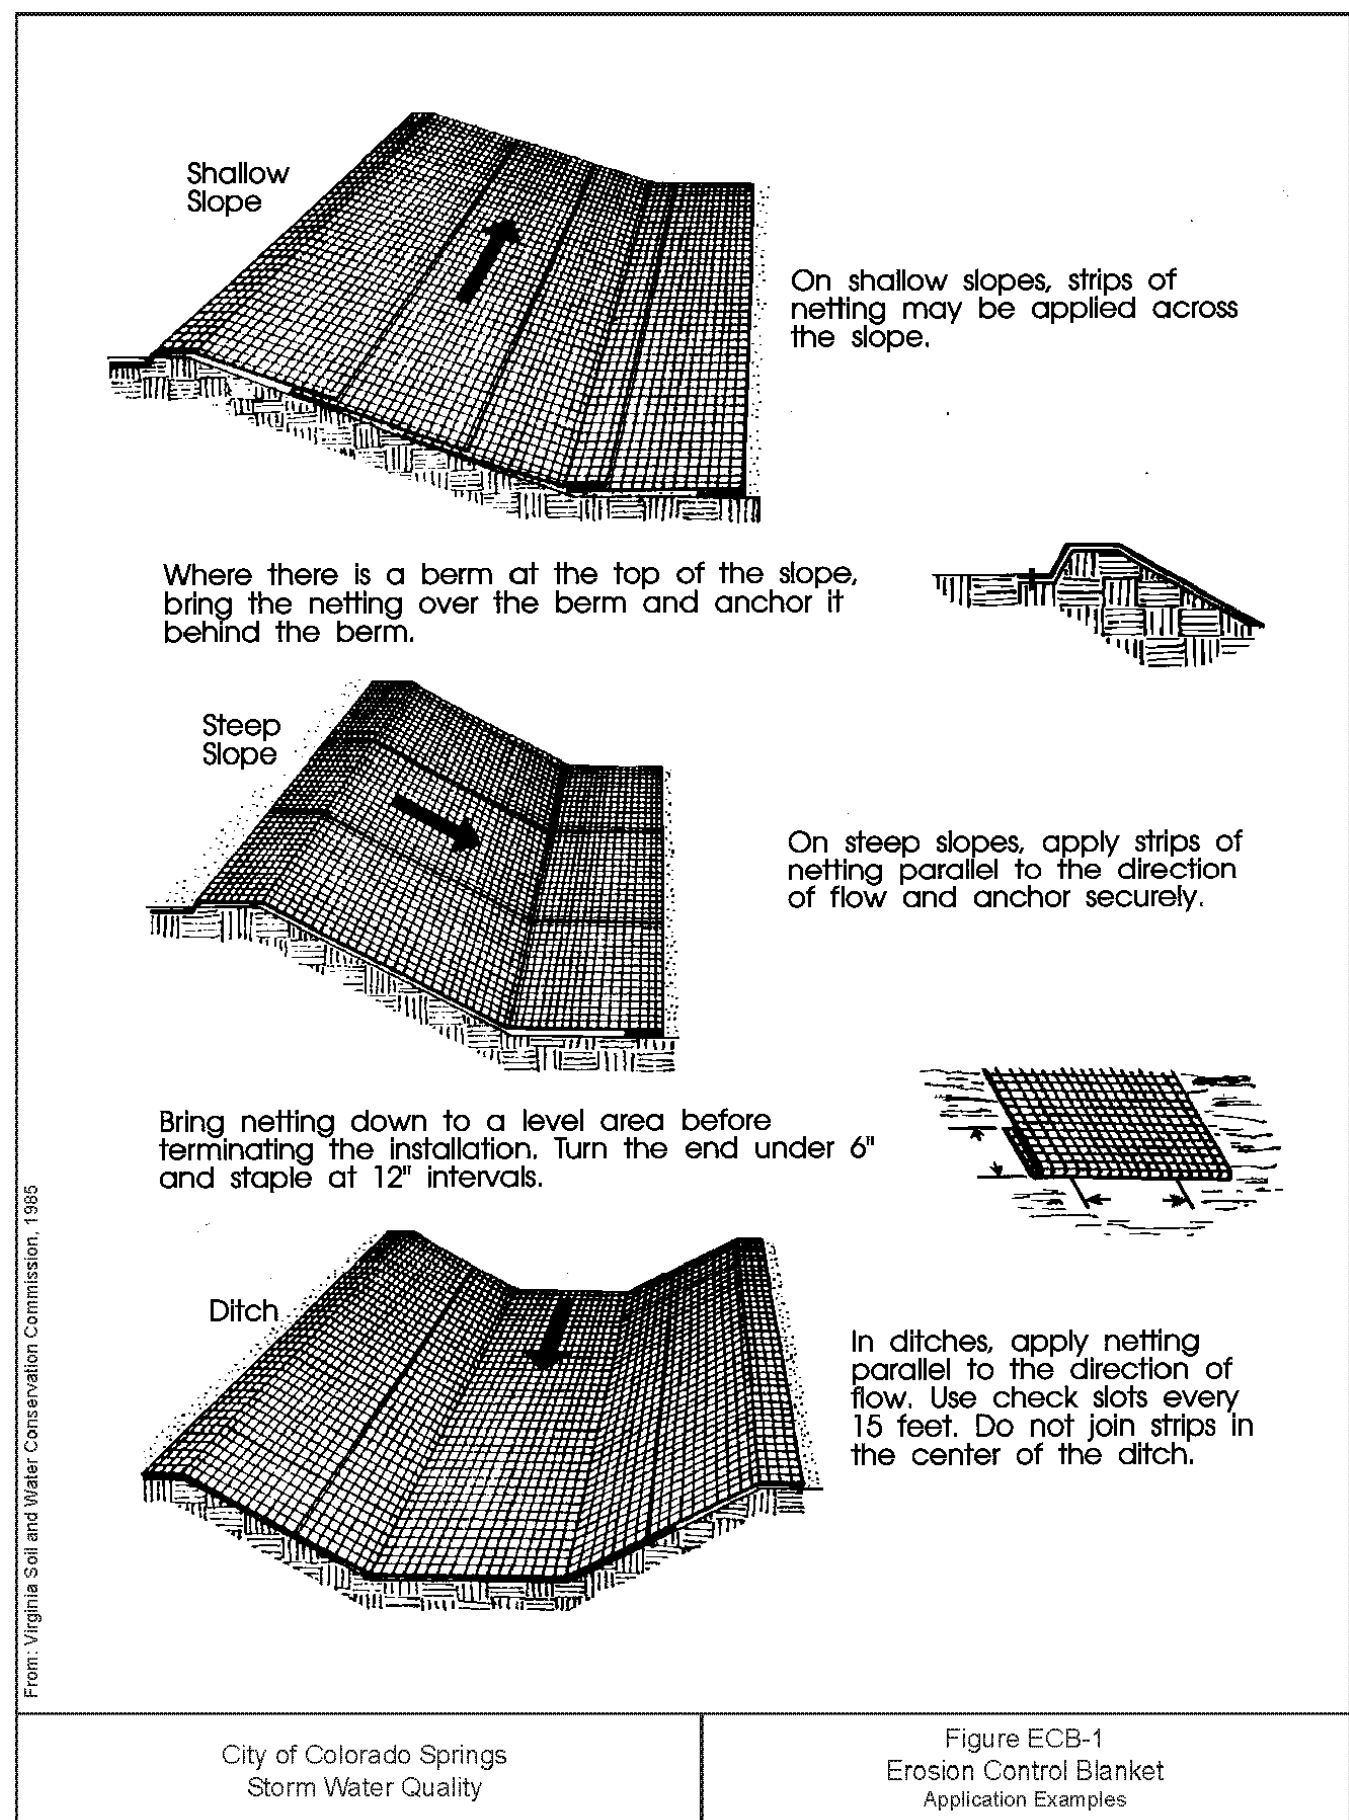 Shallow
Slope
On shallow slopes, strips of
netting may be applied across
the slope.
Where there is a berm at the top of the slope,
bring the netting over the berm and anchor it
behind the berm.
Steep
Slope
On steep slopes, apply strips of
netting parallel to the direction
of flow and anchor securely.
Bring netting down to a level area before
terminating the installation. Turn the end under 6"
and staple at 12" intervals.
Ditch
In ditches, apply netting
parallel to the direction of
flow. Use check slots every
15 feet. Do not join strips in
the center of the ditch.
From: Virginia Soil and Water Conservation Commission, 1985
City of Colorado Springs
Storm Water Quality
Figure ECB-1
Erosion Control Blanket
Application Examples